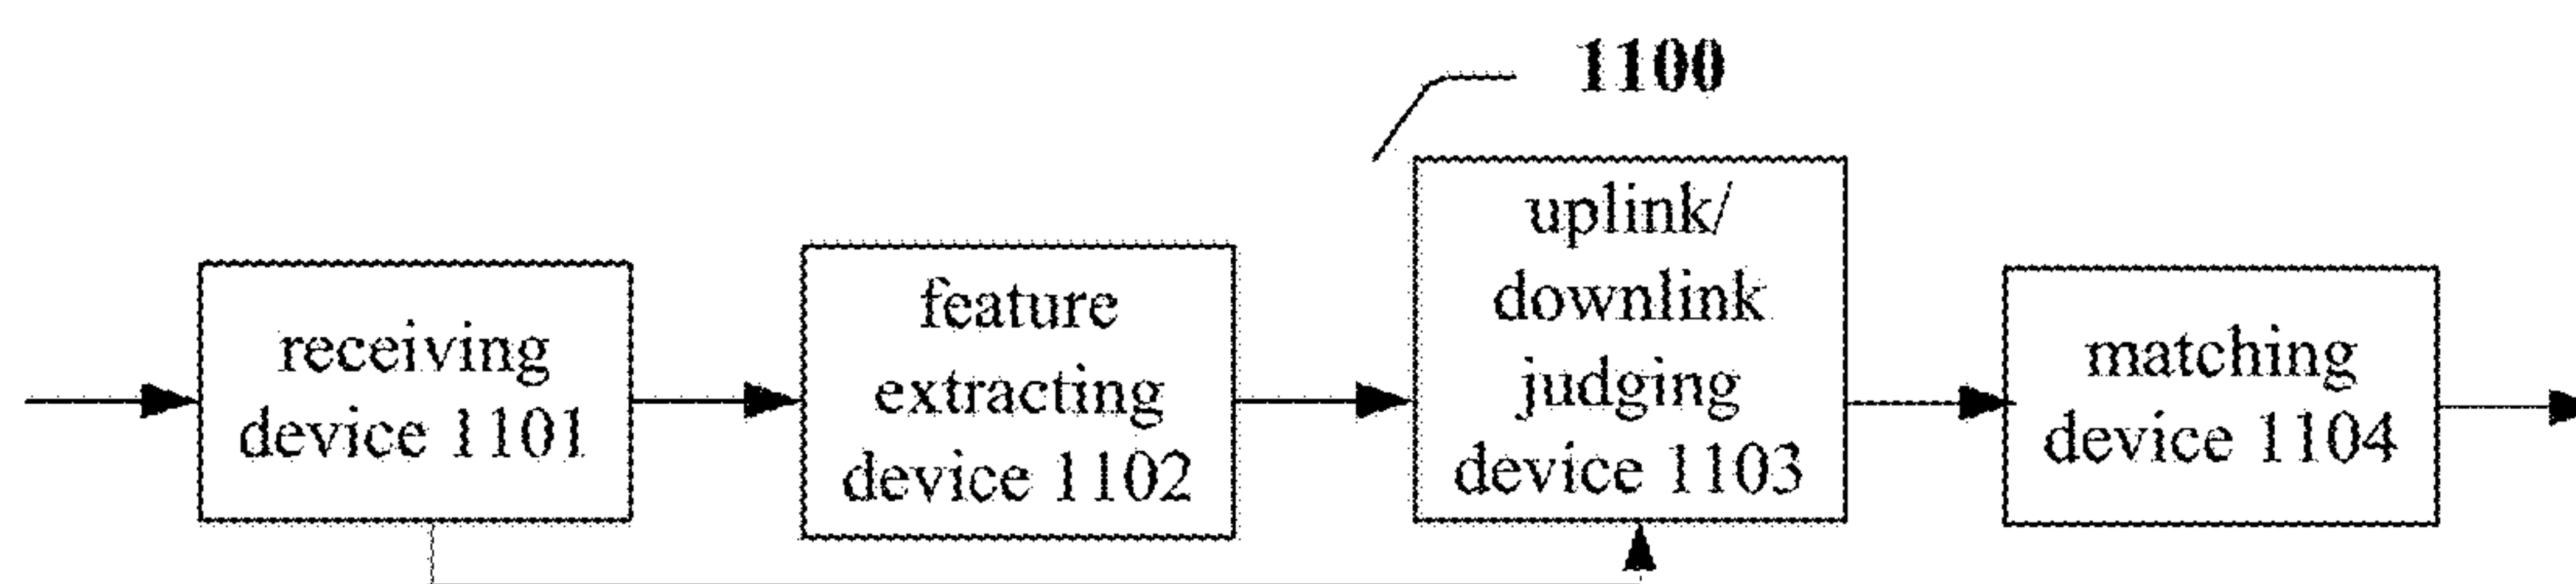 1100
receiving
device 1101
feature
extracting
device 1102
uplink/
downlink
judging
device 1103
matching
device 1104